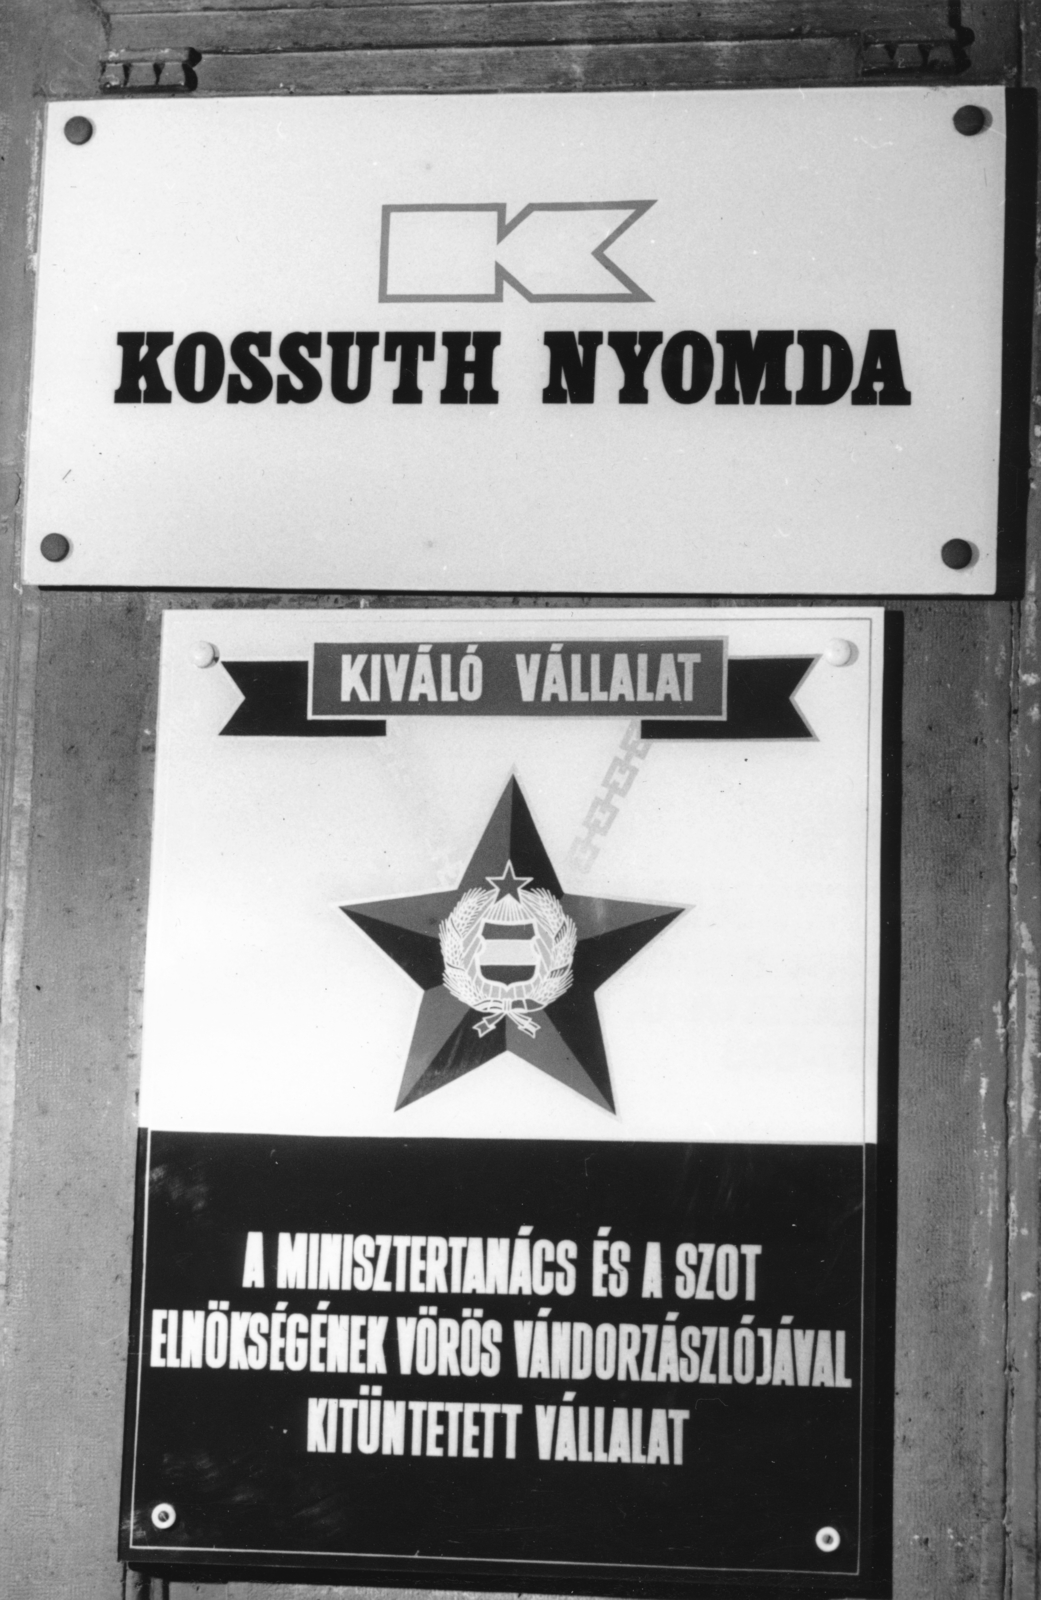 K
KOSSUTH NYOMDA
KIVÁLÓ VÁLLALAT
A MINISZTERTANÁCS ÉS A SZOT
ELNÖKSÉGÉNEK VÖRÖS VÁNDORZÁSZLÓJÁVAL
KITÜNTETETT VÁLLALAT